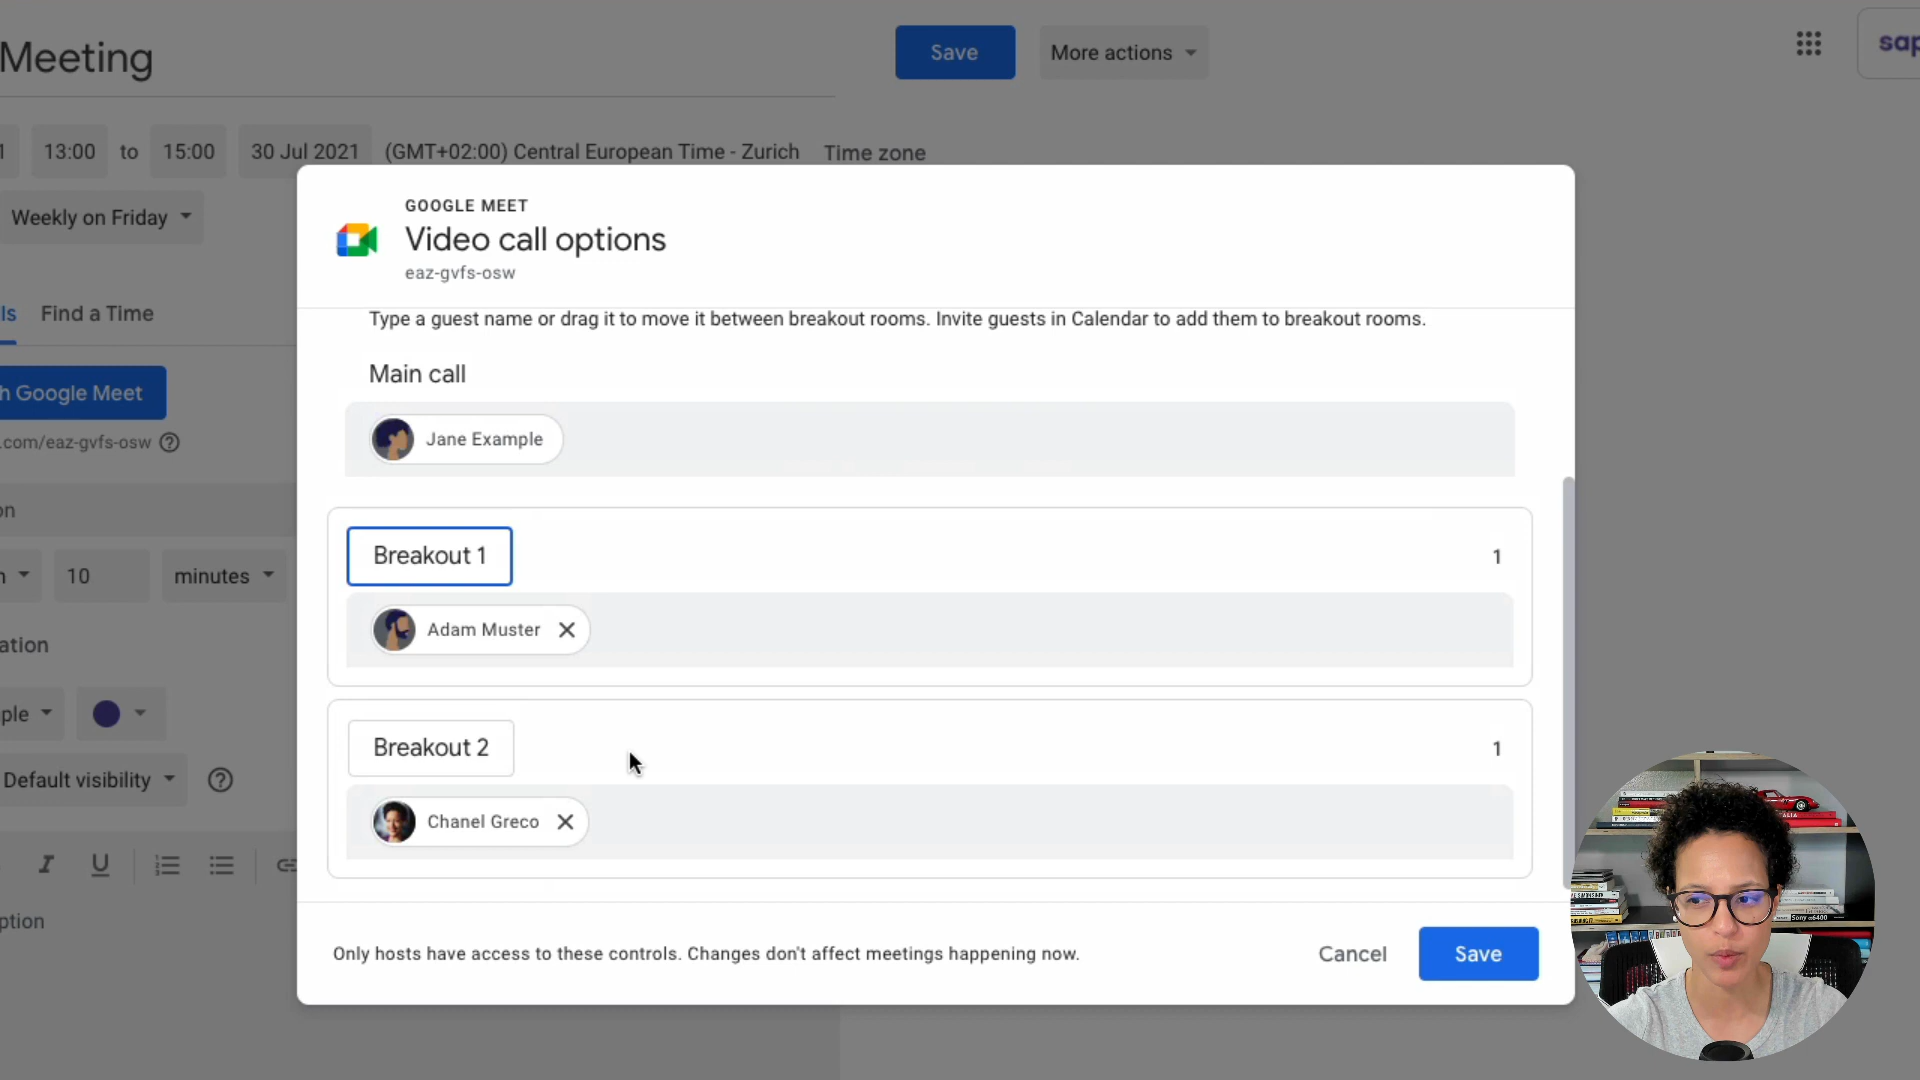 Meeting
Save
More actions
sap
1 13:00 to 15:00 30 Jul 2021 (GMT+02:00) Central European Time - Zurich Time zone
Weekly on Friday
GOOGLE MEET
Video call options
eaz-gvfs-osw
ls Find a Time
Type a guest name or drag it to move it between breakout rooms. Invite guests in Calendar to add them to breakout rooms.
Main call
h Google Meet
.com/eaz-gvfs-osw
Jane Example
on
Breakout 1
1
n 10 minutes
Adam Muster
ation
ple
Breakout 2
1
Default visibility
Chanel Greco
ption
Only hosts have access to these controls. Changes don't affect meetings happening now.
Cancel
Save
Sony α6400